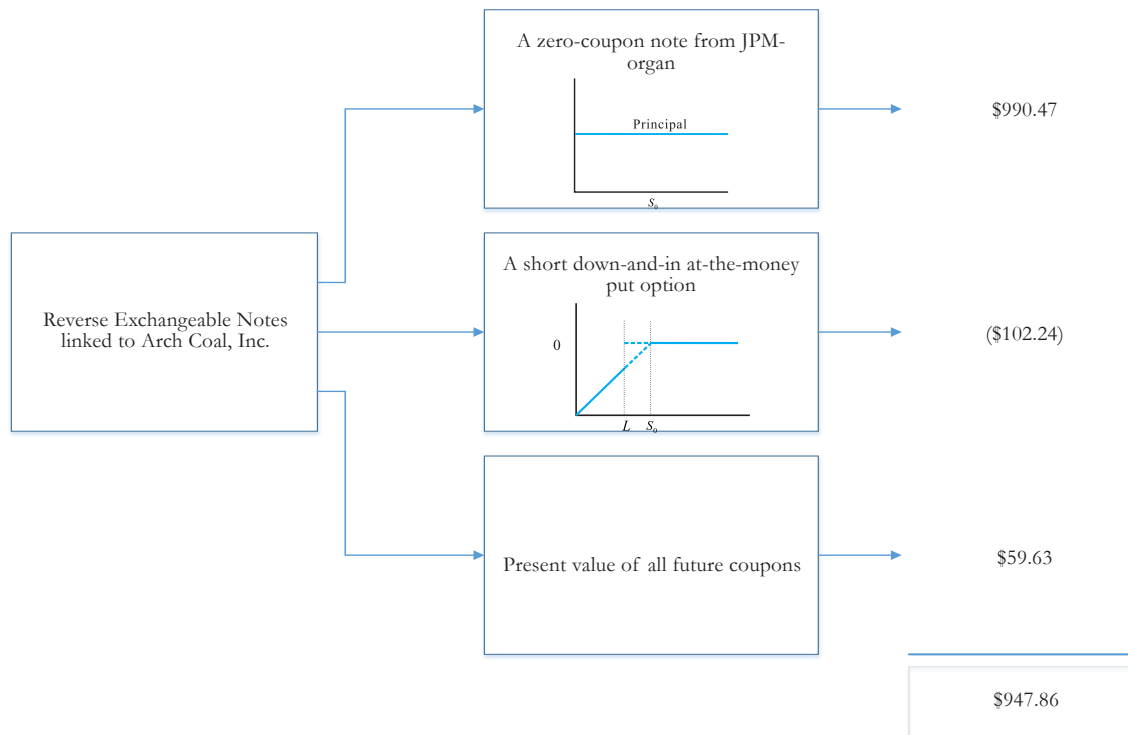 A zero-coupon note from JPM-
organ
Principal
S₀
$990.47
Reverse Exchangeable Notes
linked to Arch Coal, Inc.
A short down-and-in at-the-money
put option
0
L
S₀
($102.24)
Present value of all future coupons
$59.63
$947.86